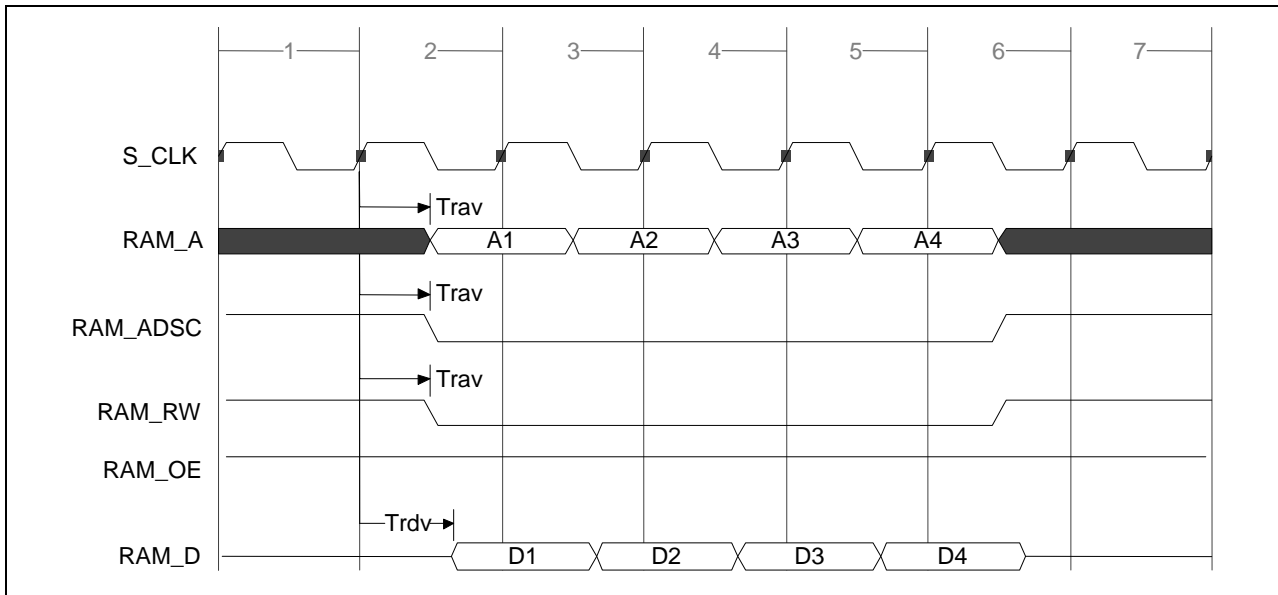 1 2 3 4 5 6 7
S_CLK
Trav
RAM_A A1 A2 A3 A4
Trav
RAM_ADSC
Trav
RAM_RW
RAM_OE
Trdv
RAM_D D1 D2 D3 D4